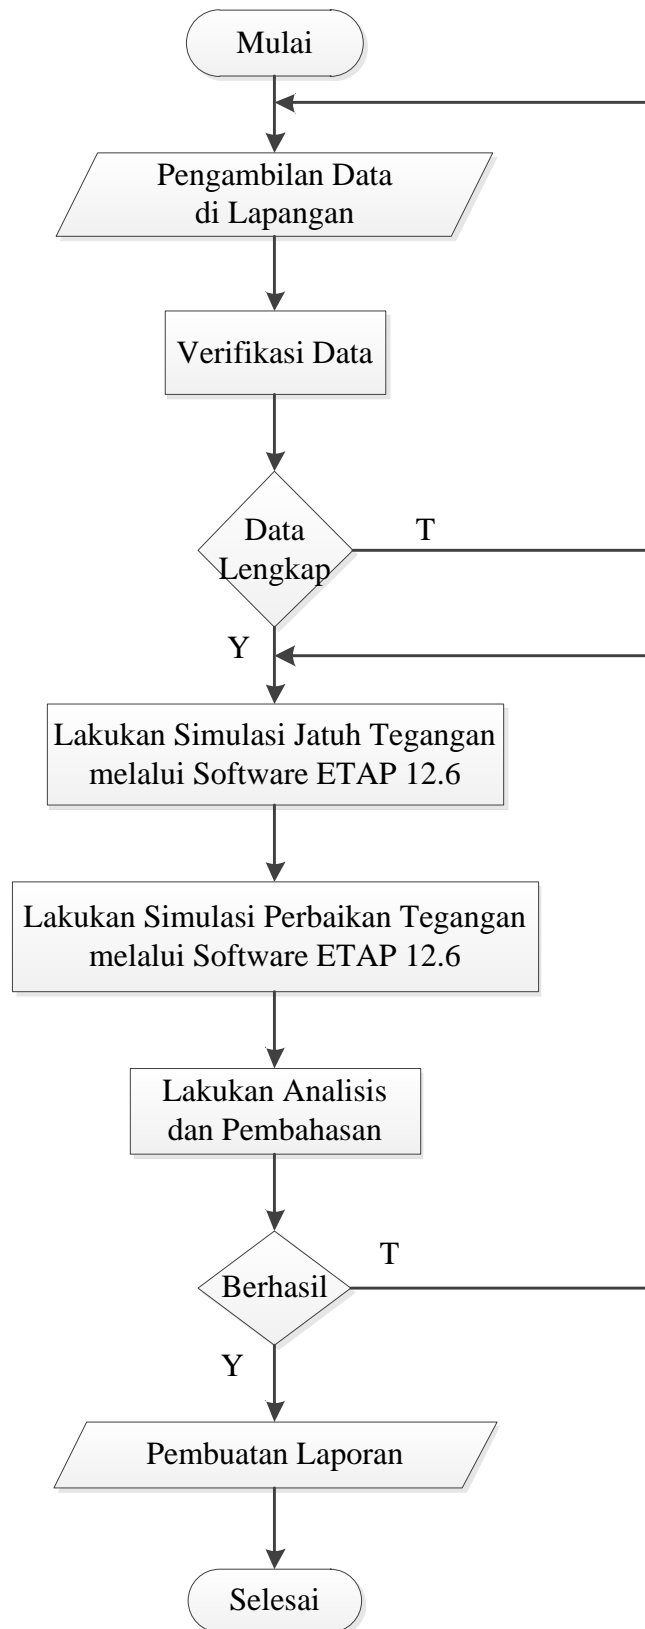 Mulai
Pengambilan Data
di Lapangan
Verifikasi Data
Data
Lengkap
T
Y
Lakukan Simulasi Jatuh Tegangan
melalui Software ETAP 12.6
Lakukan Simulasi Perbaikan Tegangan
melalui Software ETAP 12.6
Lakukan Analisis
dan Pembahasan
T
Berhasil
Y
Pembuatan Laporan
Selesai